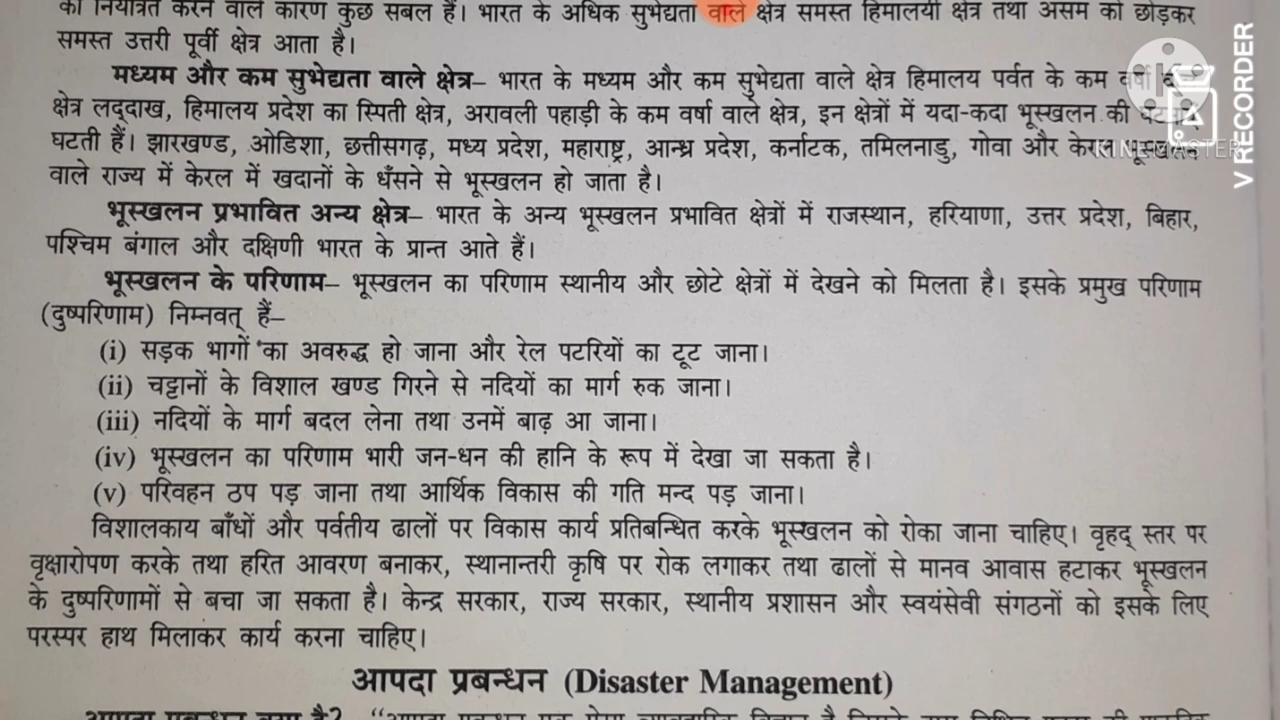 को नियंत्रित करने वाले कारण कुछ सबल हैं। भारत के अधिक सुभेद्यता वाले क्षेत्र समस्त हिमालयी क्षेत्र तथा असम को छोड़कर
समस्त उत्तरी पूर्वी क्षेत्र आता है।
मध्यम और कम सुभेद्यता वाले क्षेत्र– भारत के मध्यम और कम सुभेद्यता वाले क्षेत्र हिमालय पर्वत के कम वर्षा
क्षेत्र लद्दाख, हिमालय प्रदेश का स्पिती क्षेत्र, अरावली पहाड़ी के कम वर्षा वाले क्षेत्र, इन क्षेत्रों में यदा-कदा भूस्खलन की
घटती हैं। झारखण्ड, ओडिशा, छत्तीसगढ़, मध्य प्रदेश, महाराष्ट्र, आन्ध्र प्रदेश, कर्नाटक, तमिलनाडु, गोवा और केरल भूस्खलन
वाले राज्य में केरल में खदानों के धँसने से भूस्खलन हो जाता है।
भूस्खलन प्रभावित अन्य क्षेत्र– भारत के अन्य भूस्खलन प्रभावित क्षेत्रों में राजस्थान, हरियाणा, उत्तर प्रदेश, बिहार,
पश्चिम बंगाल और दक्षिणी भारत के प्रान्त आते हैं।
भूस्खलन के परिणाम– भूस्खलन का परिणाम स्थानीय और छोटे क्षेत्रों में देखने को मिलता है। इसके प्रमुख परिणाम
(दुष्परिणाम) निम्नवत् हैं–
(i) सड़क भागों का अवरुद्ध हो जाना और रेल पटरियों का टूट जाना।
(ii) चट्टानों के विशाल खण्ड गिरने से नदियों का मार्ग रुक जाना।
(iii) नदियों के मार्ग बदल लेना तथा उनमें बाढ़ आ जाना।
(iv) भूस्खलन का परिणाम भारी जन-धन की हानि के रूप में देखा जा सकता है।
(v) परिवहन ठप पड़ जाना तथा आर्थिक विकास की गति मन्द पड़ जाना।
विशालकाय बाँधों और पर्वतीय ढालों पर विकास कार्य प्रतिबन्धित करके भूस्खलन को रोका जाना चाहिए। वृहद् स्तर पर
वृक्षारोपण करके तथा हरित आवरण बनाकर, स्थानान्तरी कृषि पर रोक लगाकर तथा ढालों से मानव आवास हटाकर भूस्खलन
के दुष्परिणामों से बचा जा सकता है। केन्द्र सरकार, राज्य सरकार, स्थानीय प्रशासन और स्वयंसेवी संगठनों को इसके लिए
परस्पर हाथ मिलाकर कार्य करना चाहिए।
आपदा प्रबन्धन (Disaster Management)
V RECORDER
KINEMASTER